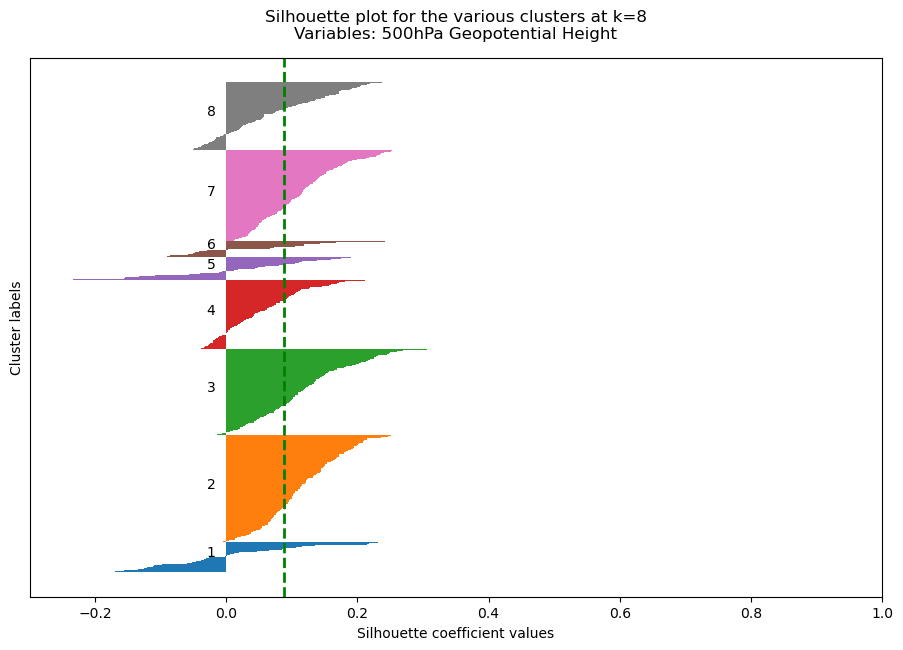 Silhouette plot for the various clusters at k=8
Variables: 500hPa Geopotential Height
Cluster labels
8
7
6
5
4
3
2
1
−0.2 0.0 0.2 0.4 0.6 0.8 1.0
Silhouette coefficient values